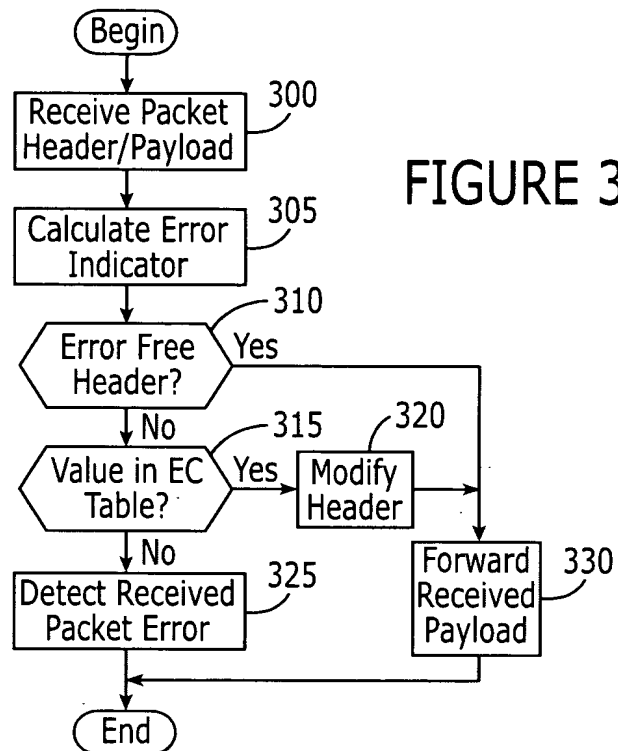 Begin
Receive Packet
Header/Payload
300
FIGURE 3
Calculate Error
Indicator
305
Error Free
Header?
310
Yes
No
Value in EC
Table?
315
Yes
Modify
Header
320
No
Detect Received
Packet Error
325
Forward
Received
Payload
330
End